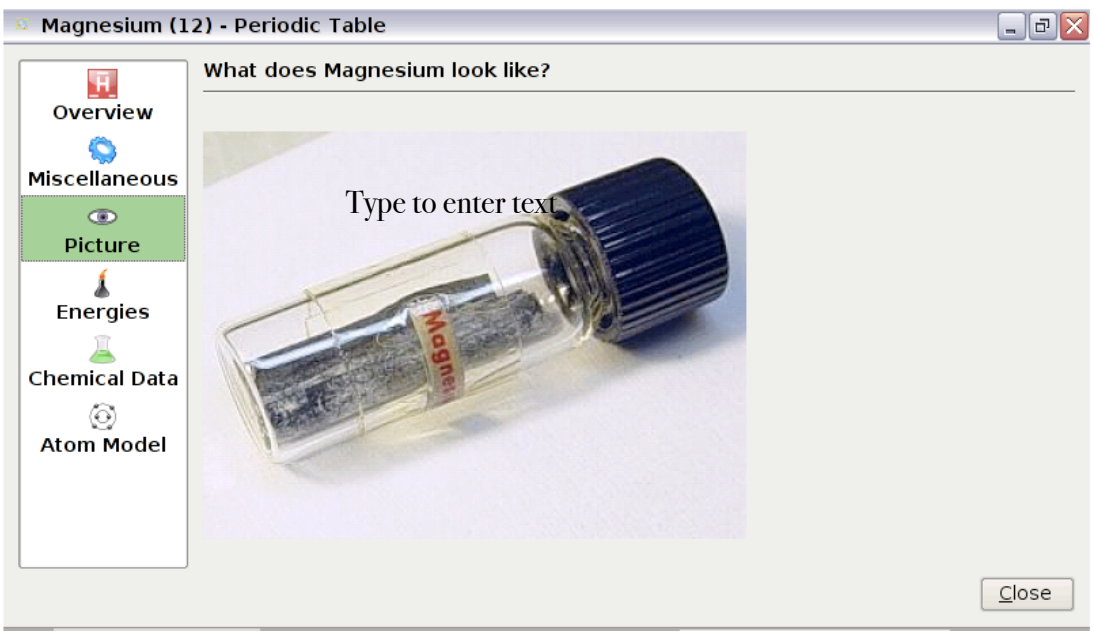 Magnesium (12) - Periodic Table
What does Magnesium look like?
H
Overview
Miscellaneous
Picture
Energies
Chemical Data
Atom Model
Type to enter text
Magnes
Close